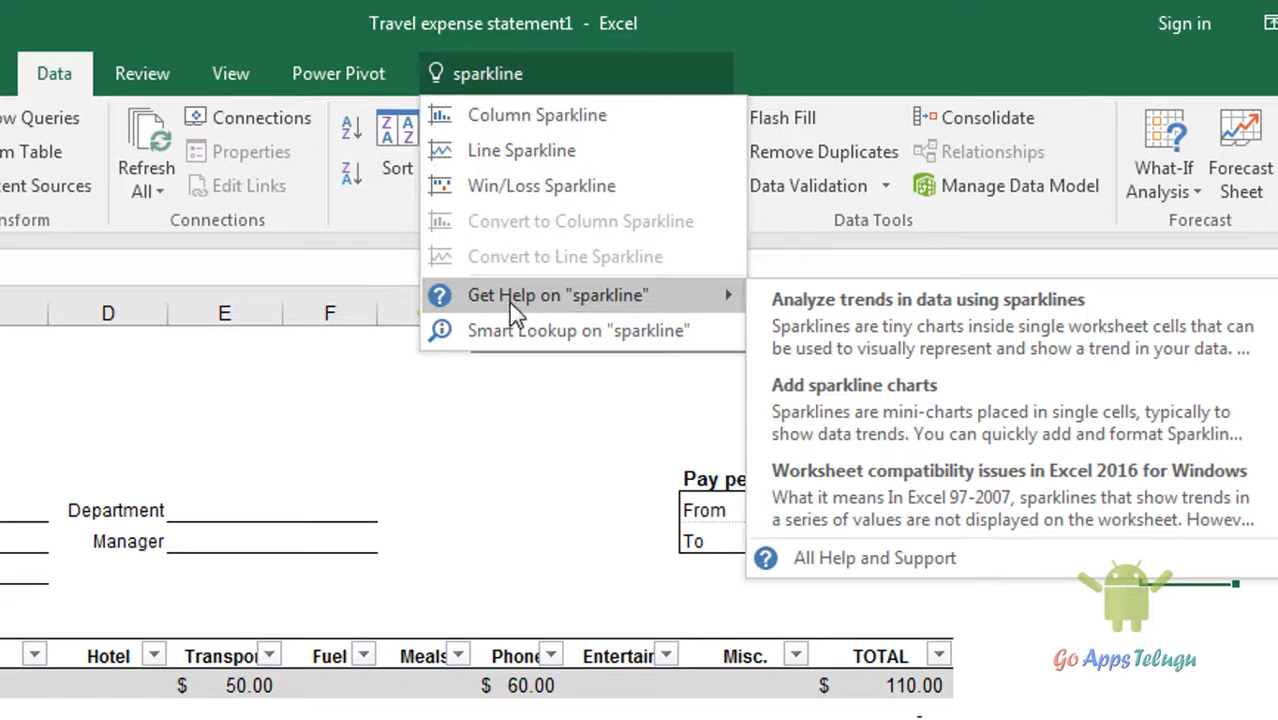 Travel expense statement1 - Excel
Sign in
Data
Review
View
Power Pivot
sparkline
ow Queries
m Table
ent Sources
nsform
Refresh
All
Connections
Properties
Edit Links
Connections
Sort
Column Sparkline
Line Sparkline
Win/Loss Sparkline
Convert to Column Sparkline
Convert to Line Sparkline
Get Help on "sparkline"
Smart Lookup on "sparkline"
Flash Fill
Remove Duplicates
Data Validation
Consolidate
Relationships
Manage Data Model
Data Tools
What-If
Analysis
Forecast
Sheet
Forecast
Analyze trends in data using sparklines
Sparklines are tiny charts inside single worksheet cells that can
be used to visually represent and show a trend in your data. ...
Add sparkline charts
Sparklines are mini-charts placed in single cells, typically to
show data trends. You can quickly add and format Sparklin...
Worksheet compatibility issues in Excel 2016 for Windows
What it means In Excel 97-2007, sparklines that show trends in
a series of values are not displayed on the worksheet. Howev...
All Help and Support
D E F
Department
Manager
Pay pe
From
To
Go Apps Telugu
Hotel Transpor Fuel Meals Phone Entertain Misc. TOTAL
$ 50.00 $ 60.00 $ 110.00
-